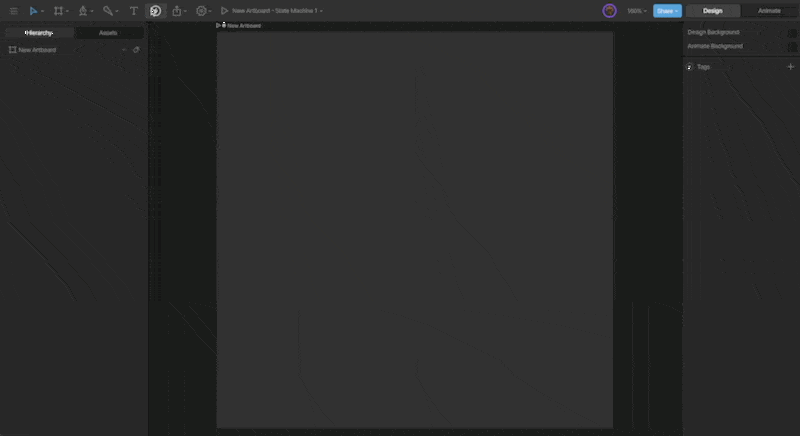 New Artboard - State Machine 1
100%
Share
Design
Animate
New Artboard
Hierarchy
Assets
New Artboard
Design Background
Animate Background
Tags